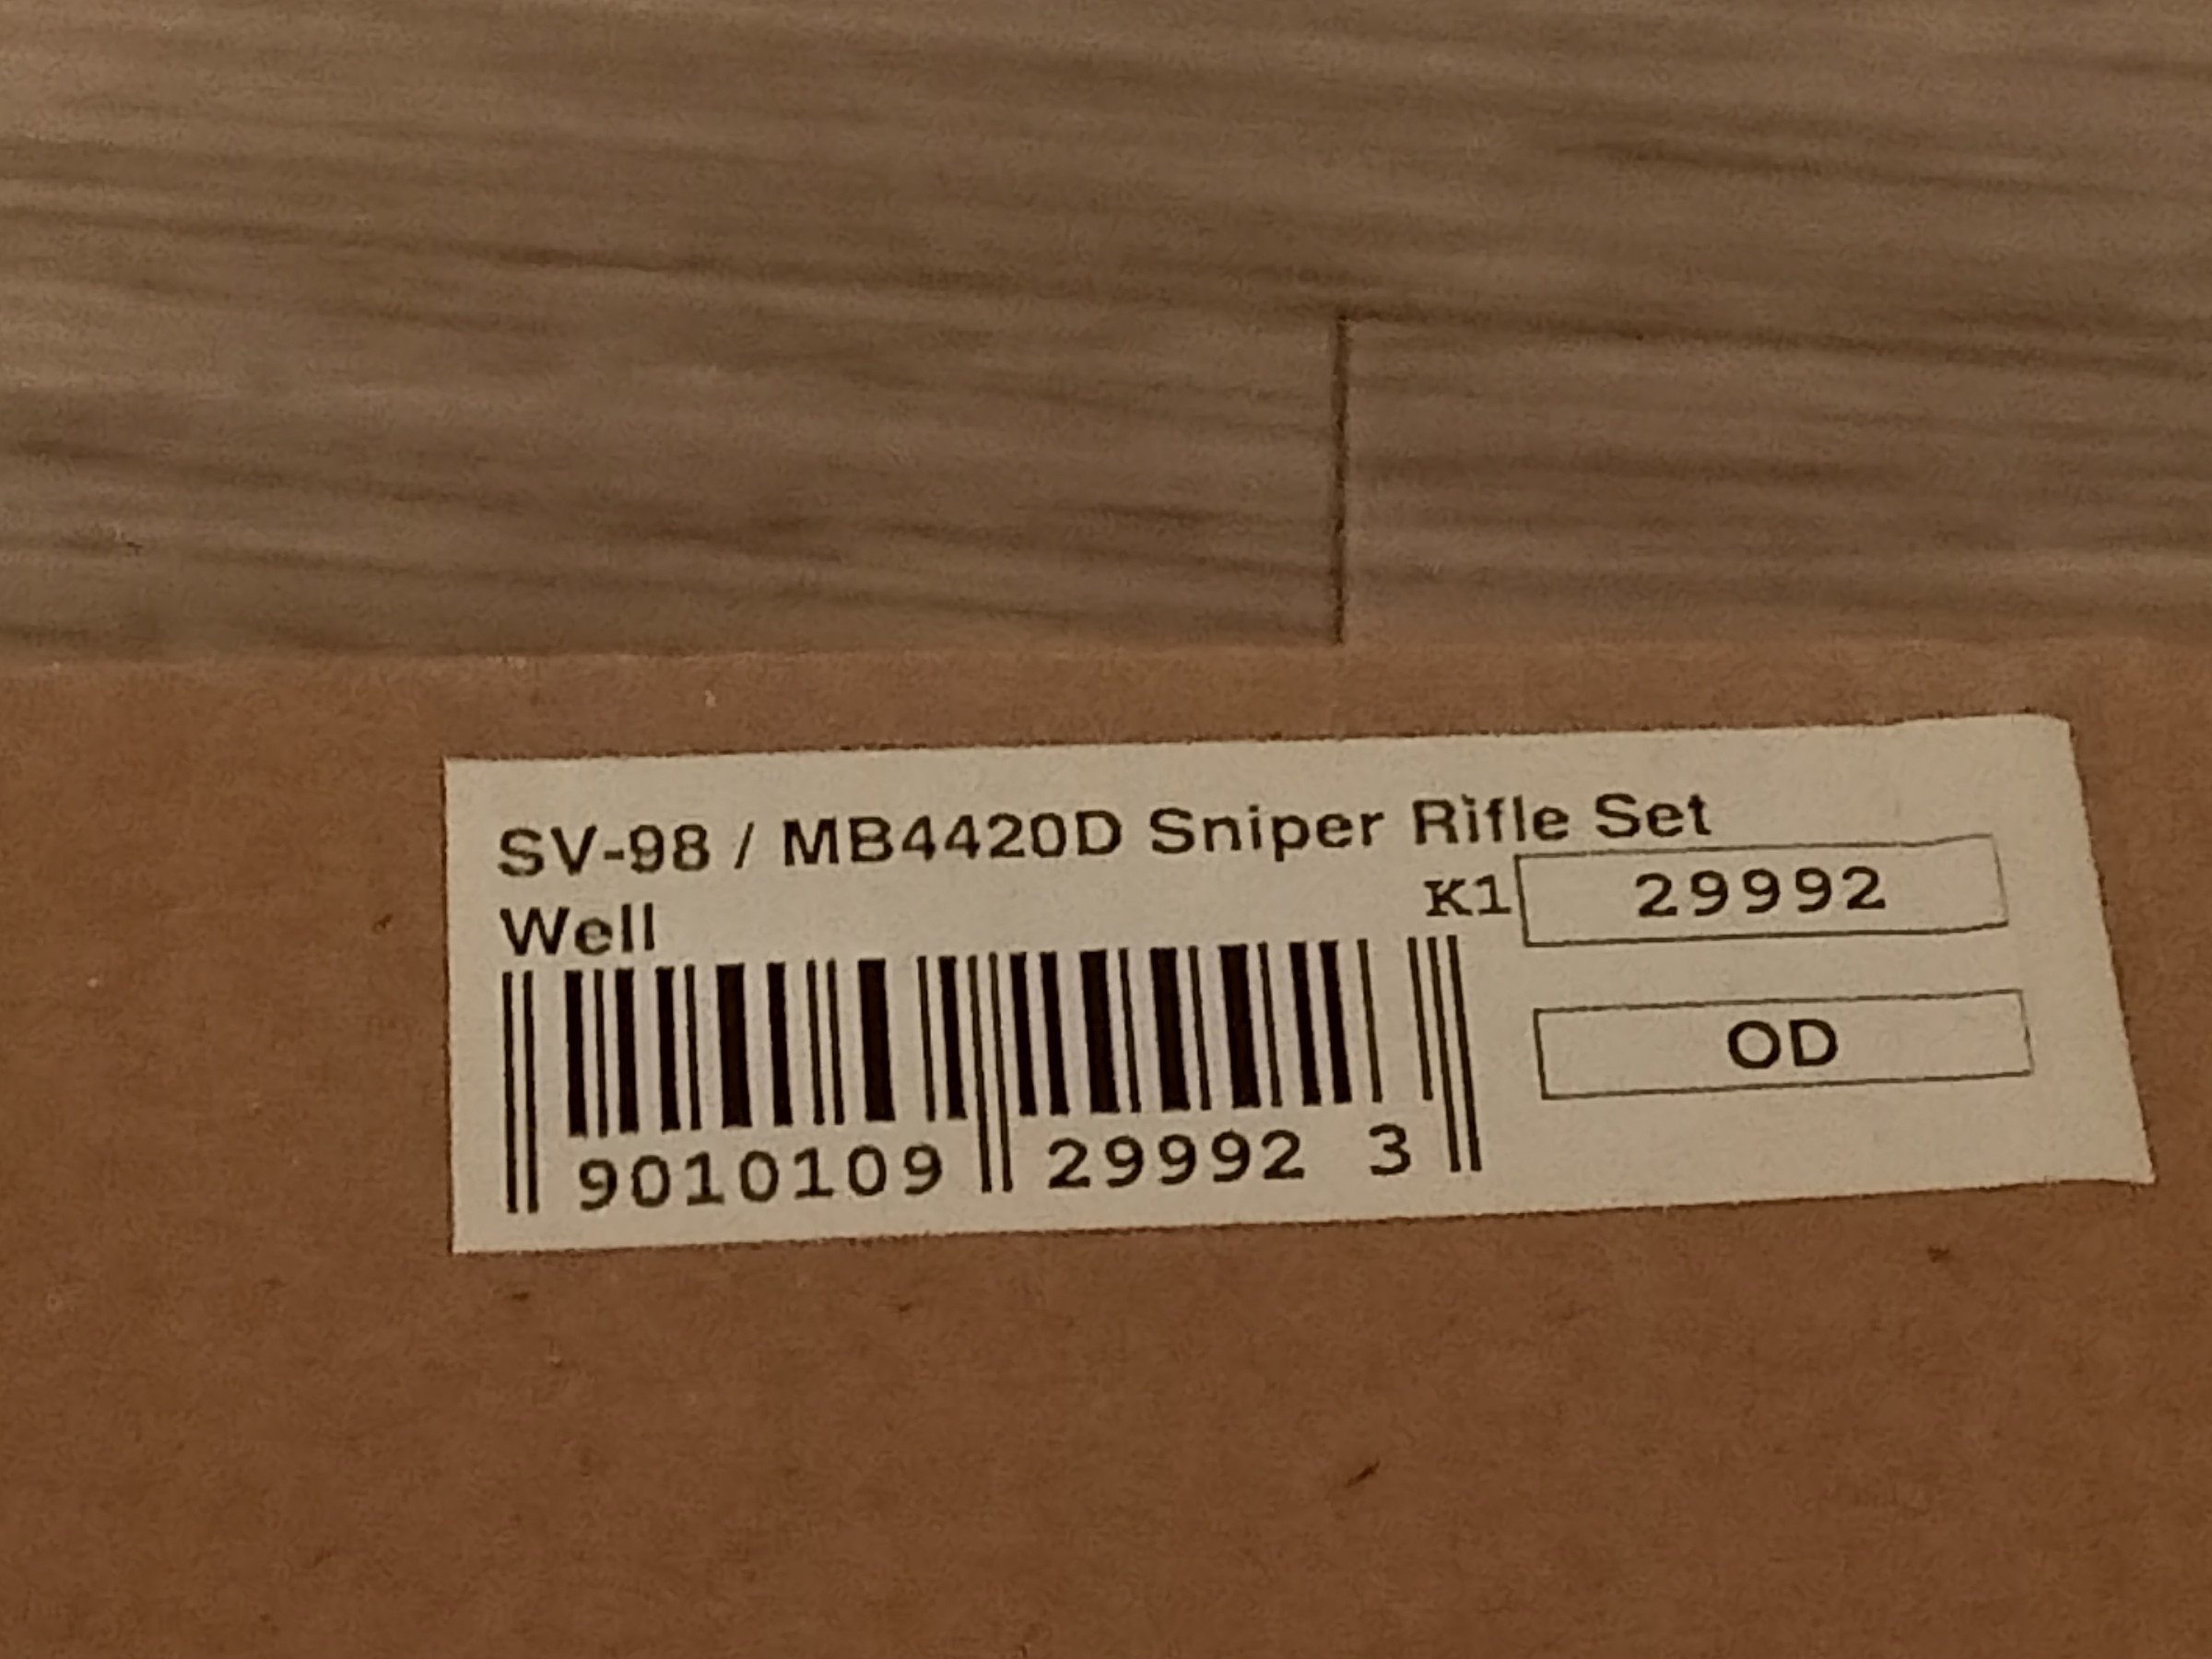 SV-98 / MB4420D Sniper Rifle Set
Well
K1 29992
OD
9010109 29992 3